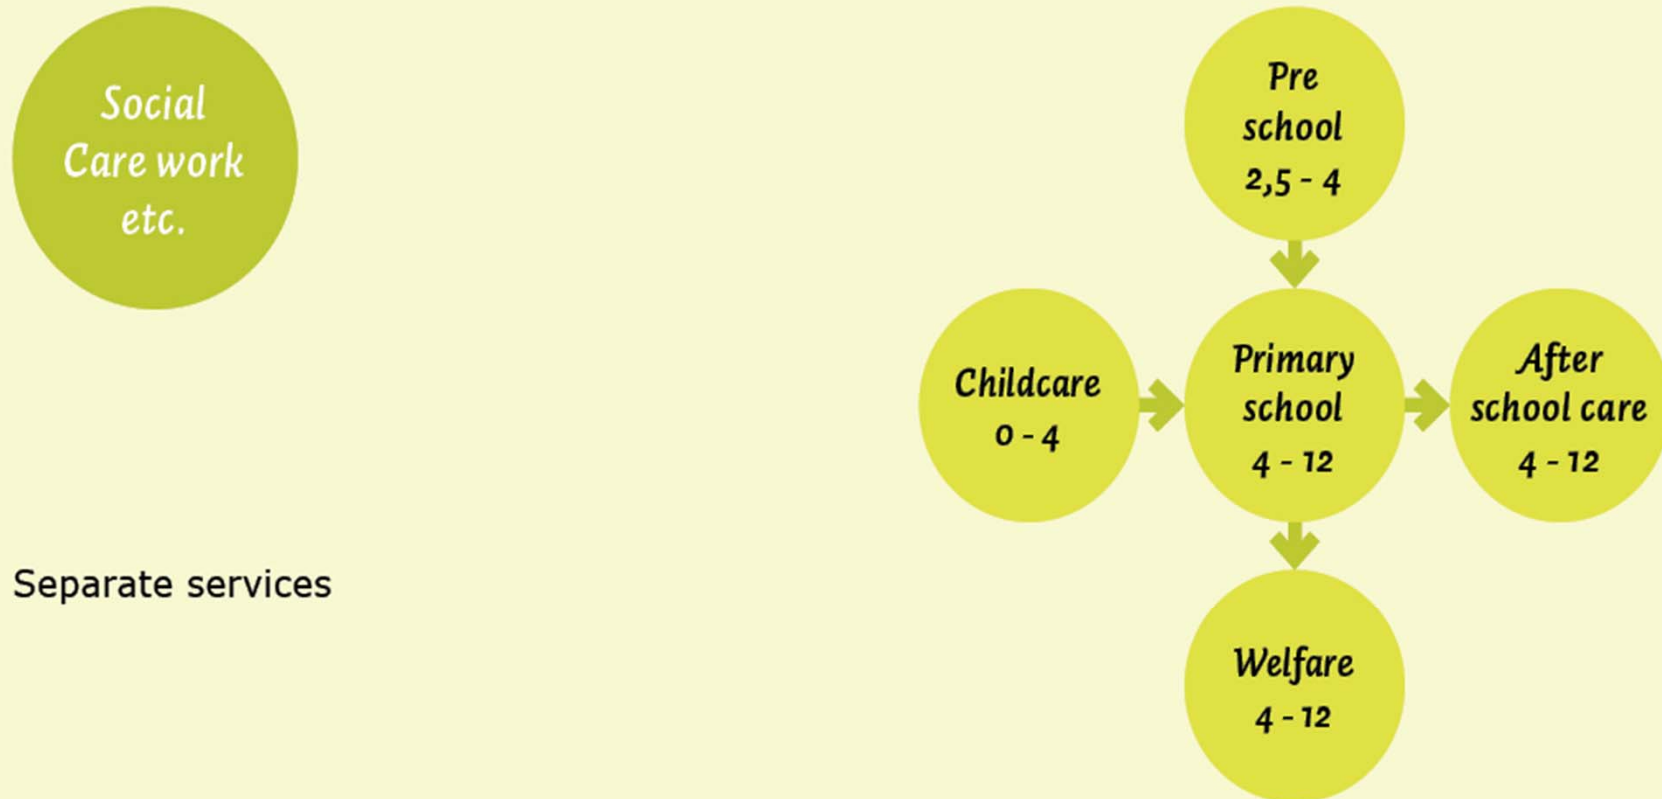 Social
Care work
etc.
Pre
school
2,5 - 4
Childcare
0 - 4
Primary
school
4 - 12
After
school care
4 - 12
Separate services
Welfare
4 - 12